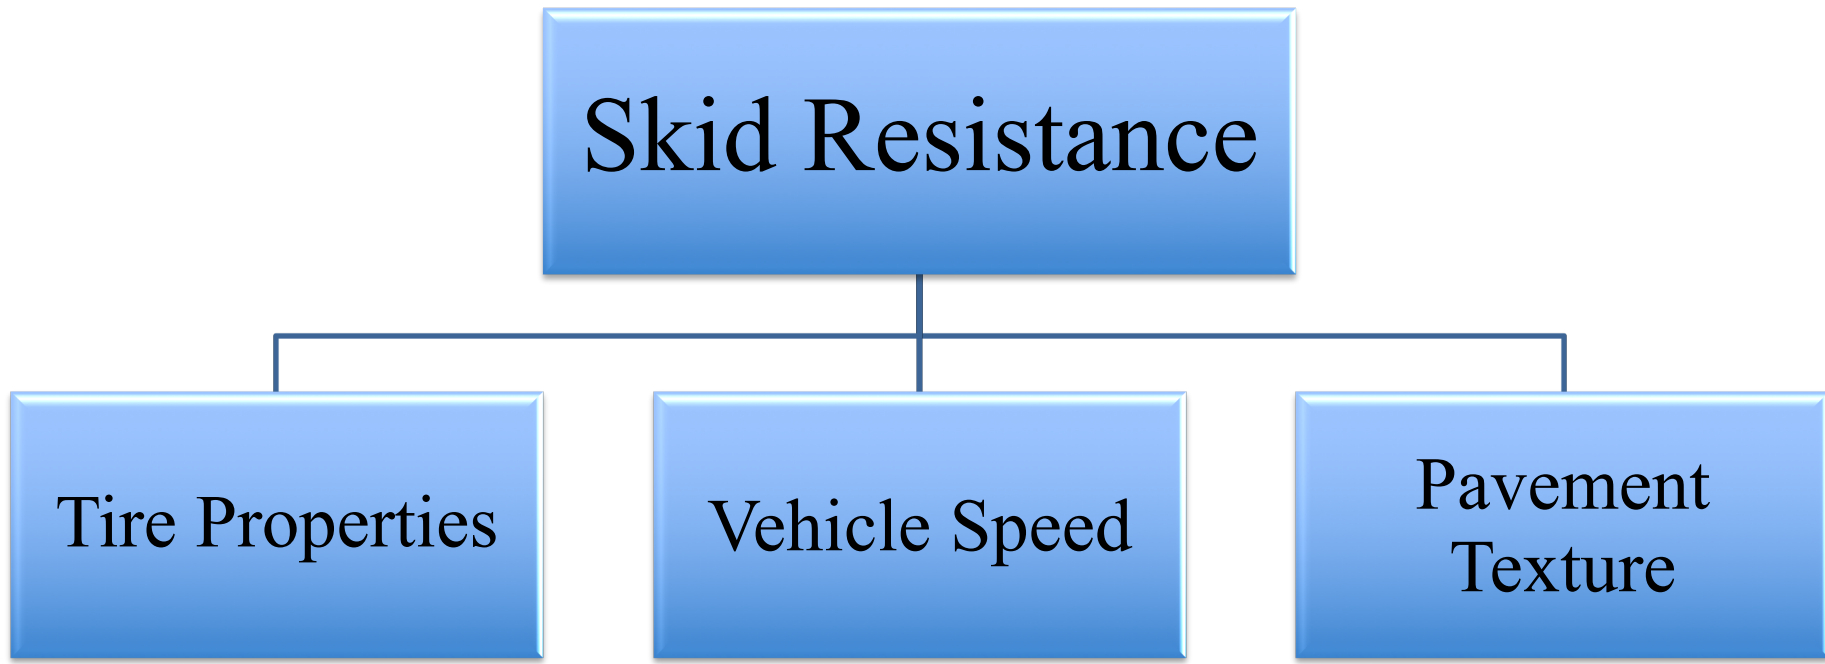 Skid Resistance
Tire Properties
Vehicle Speed
Pavement
Texture